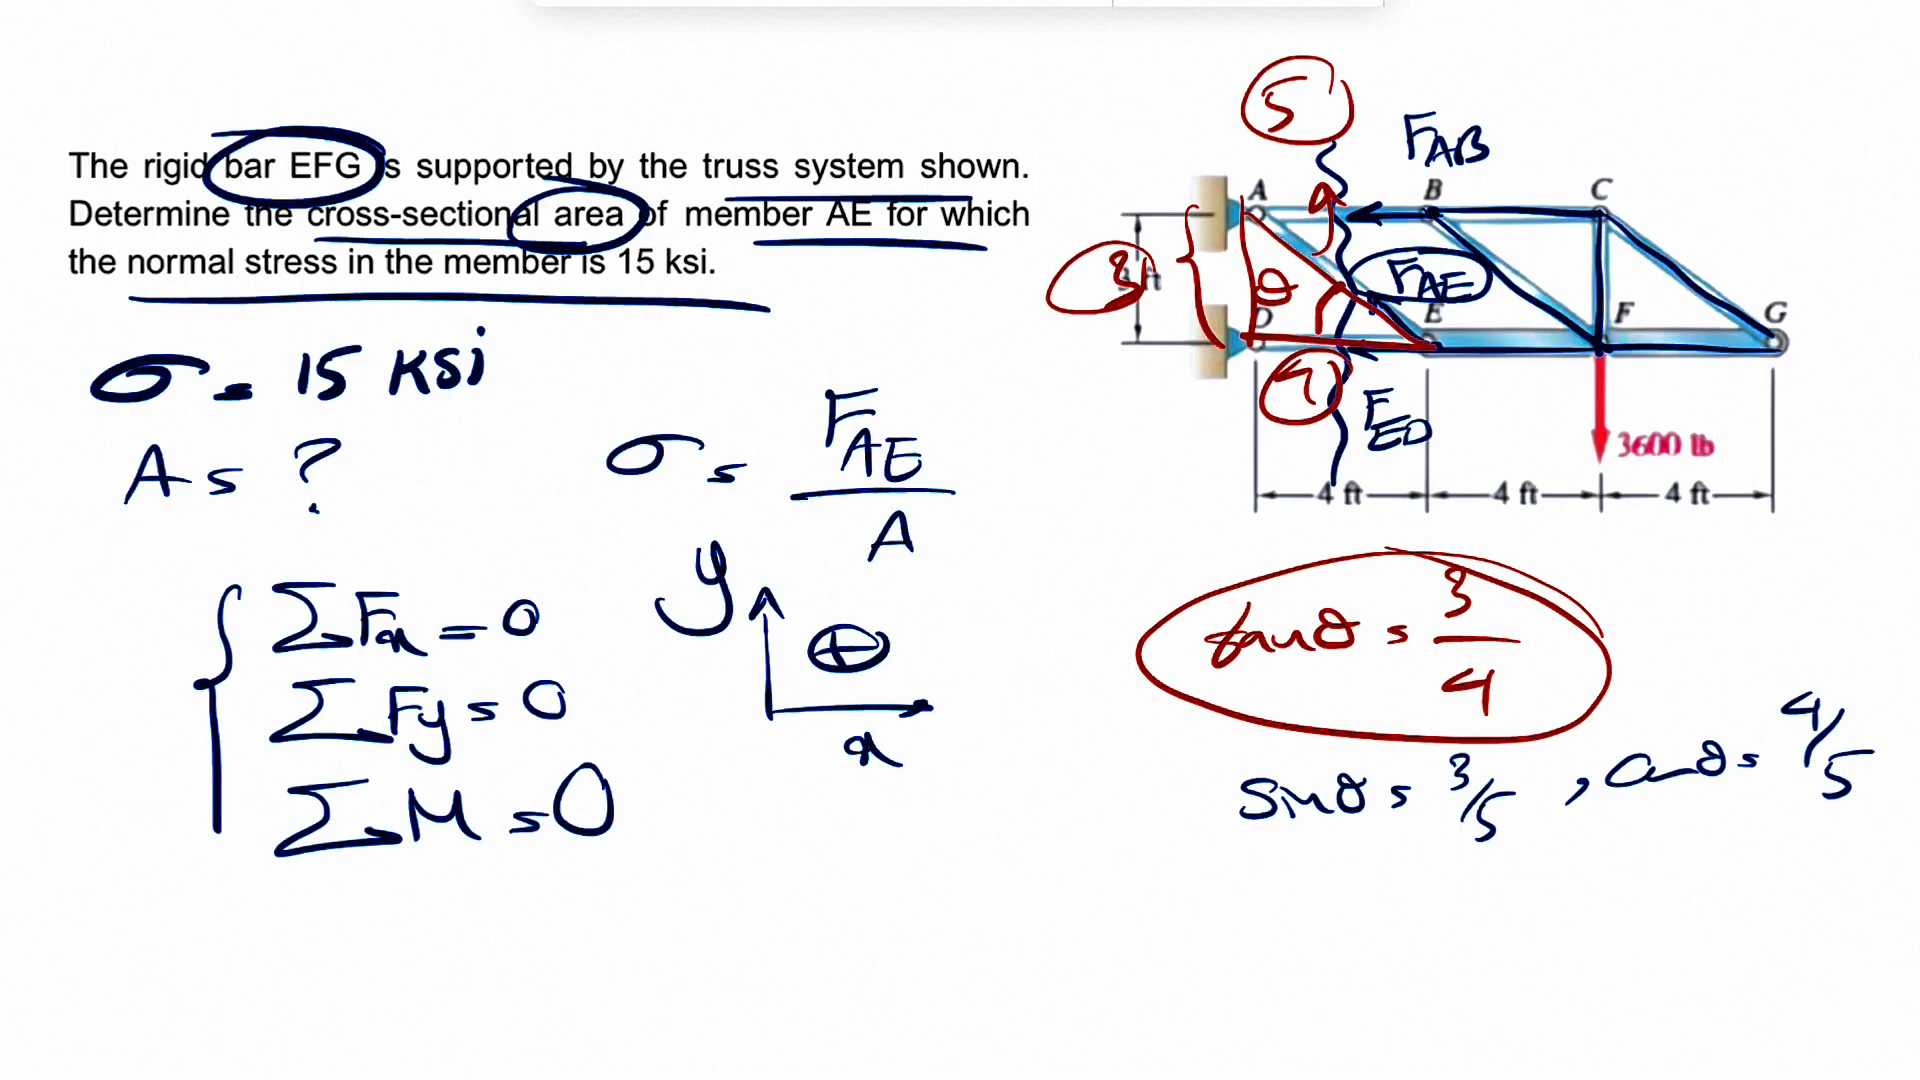 The rigid bar EFG is supported by the truss system shown.
Determine the cross-sectional area of member AE for which
the normal stress in the member is 15 ksi.
σ = 15 ksi
A = ?
σ = F_AE / A
ΣFx = 0
ΣFy = 0
ΣM = 0
y
+
x
5
F_AB
A B C
3
ft
θ
F_AE
D E F G
4
F_ED
3600 lb
4 ft 4 ft 4 ft
tanθ = 3/4
sinθ = 3/5 , cosθ = 4/5